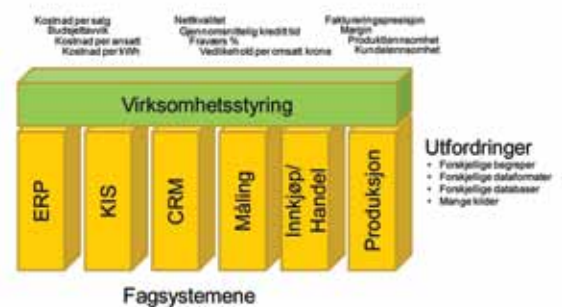 Kostnad per salg
Budsjettavvik
Kostnad per ansatt
Kostnad per kWh
Nettkvalitet
Gjennomsnittelig kreditt tid
Fraværs %
Vedlikehold per omsatt krone
Faktureringspresisjon
Margin
Produktlønnsomhet
Kundelønnsomhet
Virksomhetsstyring
ERP
KIS
CRM
Måling
Innkjøp/
Handel
Produksjon
Utfordringer
• Forskjellige begreper
• Forskjellige dataformater
• Forskjellige databaser
• Mange kilder
Fagsystemene